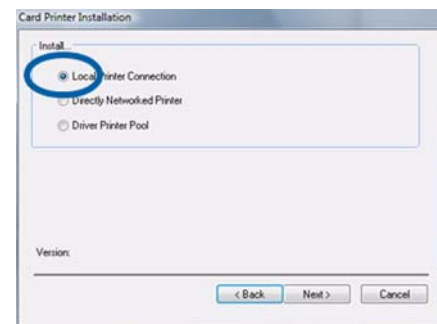 Card Printer Installation
Install...
Local Printer Connection
Directly Networked Printer
Driver Printer Pool
Version:
< Back Next > Cancel